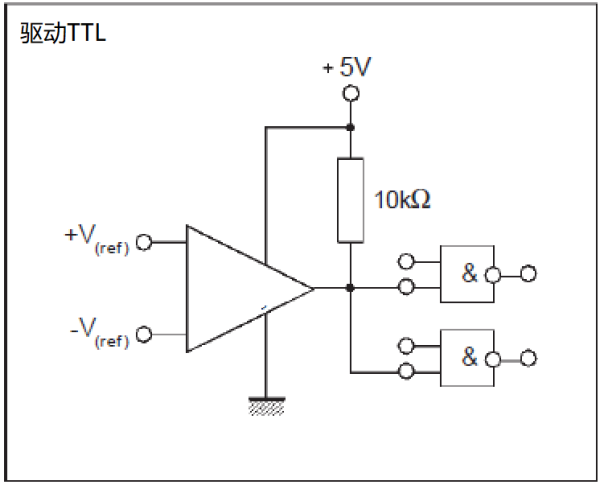 驱动TTL
+ 5V
10kΩ
+V(ref)
-V(ref)
&
&